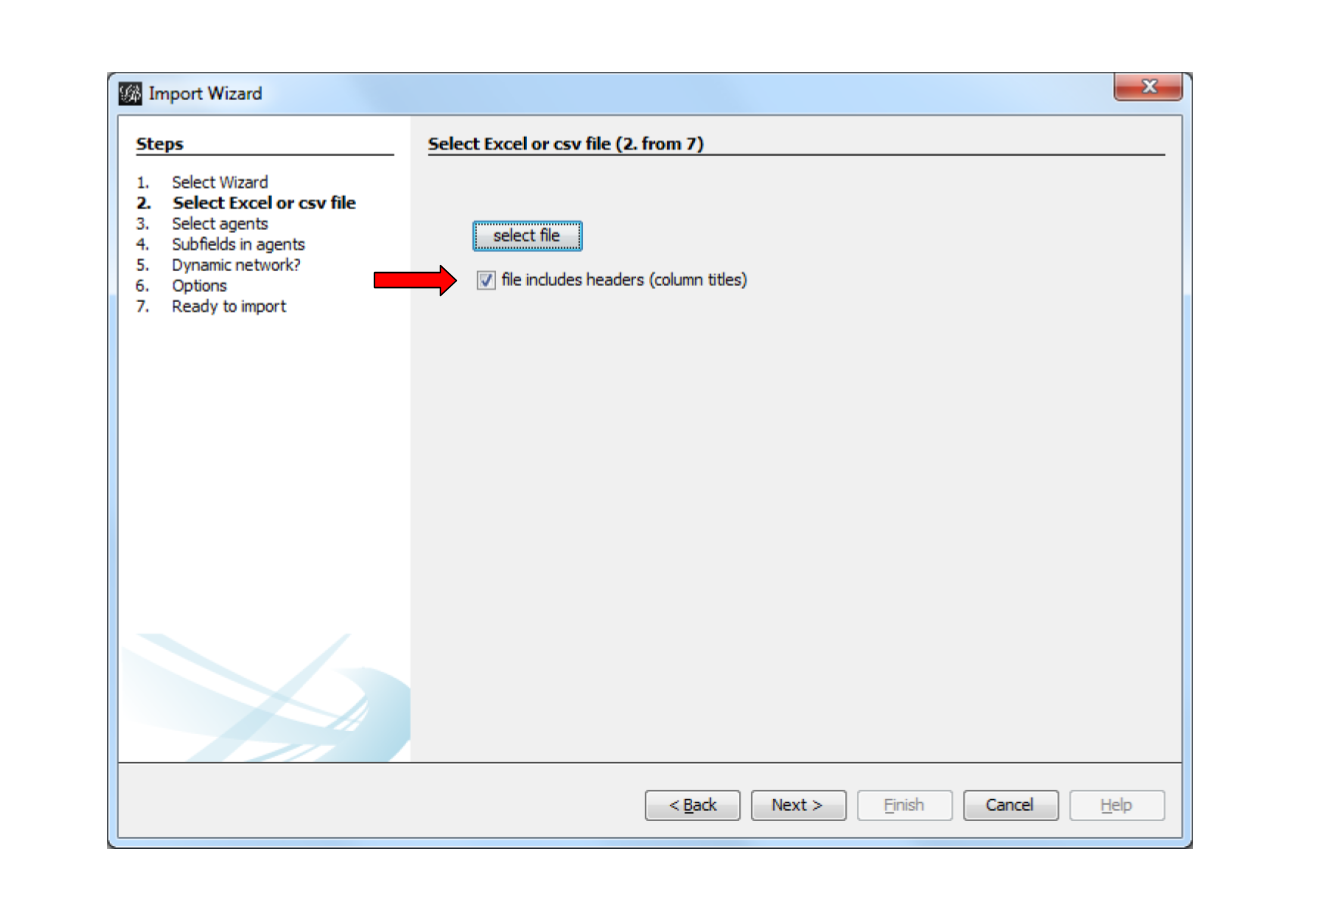 Import Wizard
X
Steps
1. Select Wizard
2. Select Excel or csv file
3. Select agents
4. Subfields in agents
5. Dynamic network?
6. Options
7. Ready to import
Select Excel or csv file (2. from 7)
select file
file includes headers (column titles)
< Back Next > Finish Cancel Help